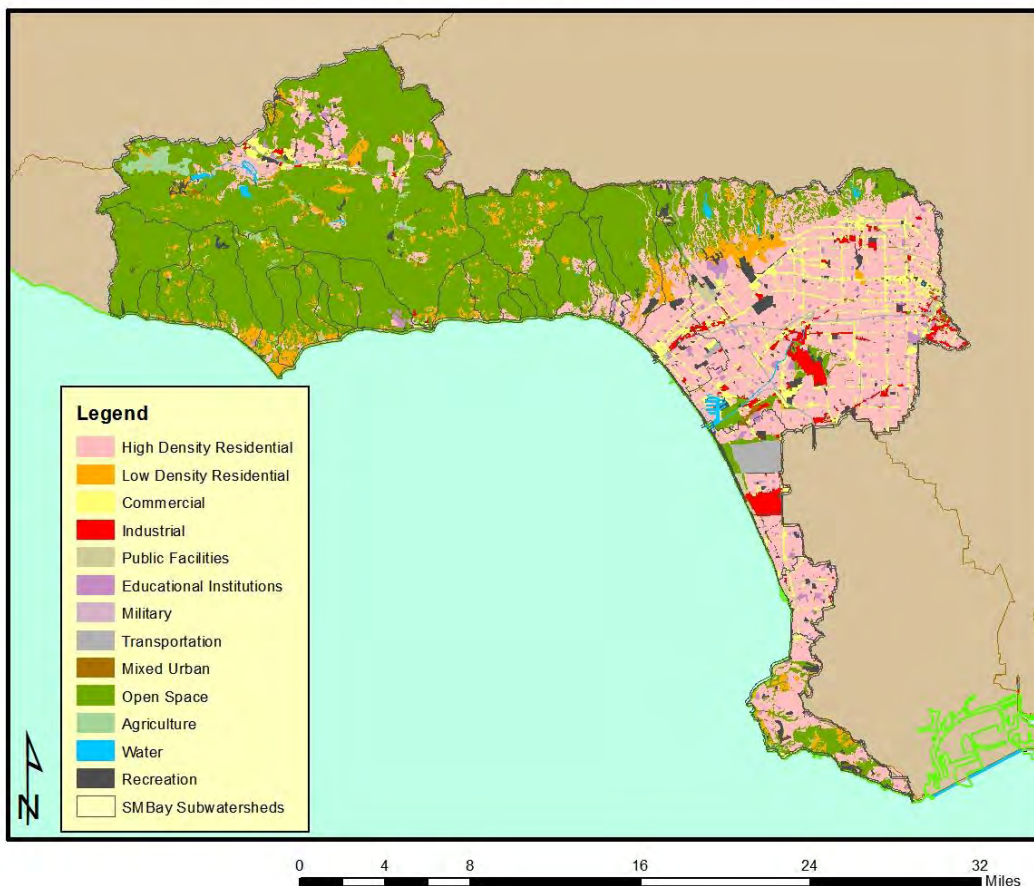 Legend
High Density Residential
Low Density Residential
Commercial
Industrial
Public Facilities
Educational Institutions
Military
Transportation
Mixed Urban
Open Space
Agriculture
Water
Recreation
SMBay Subwatersheds
N
0 4 8 16 24 32
Miles